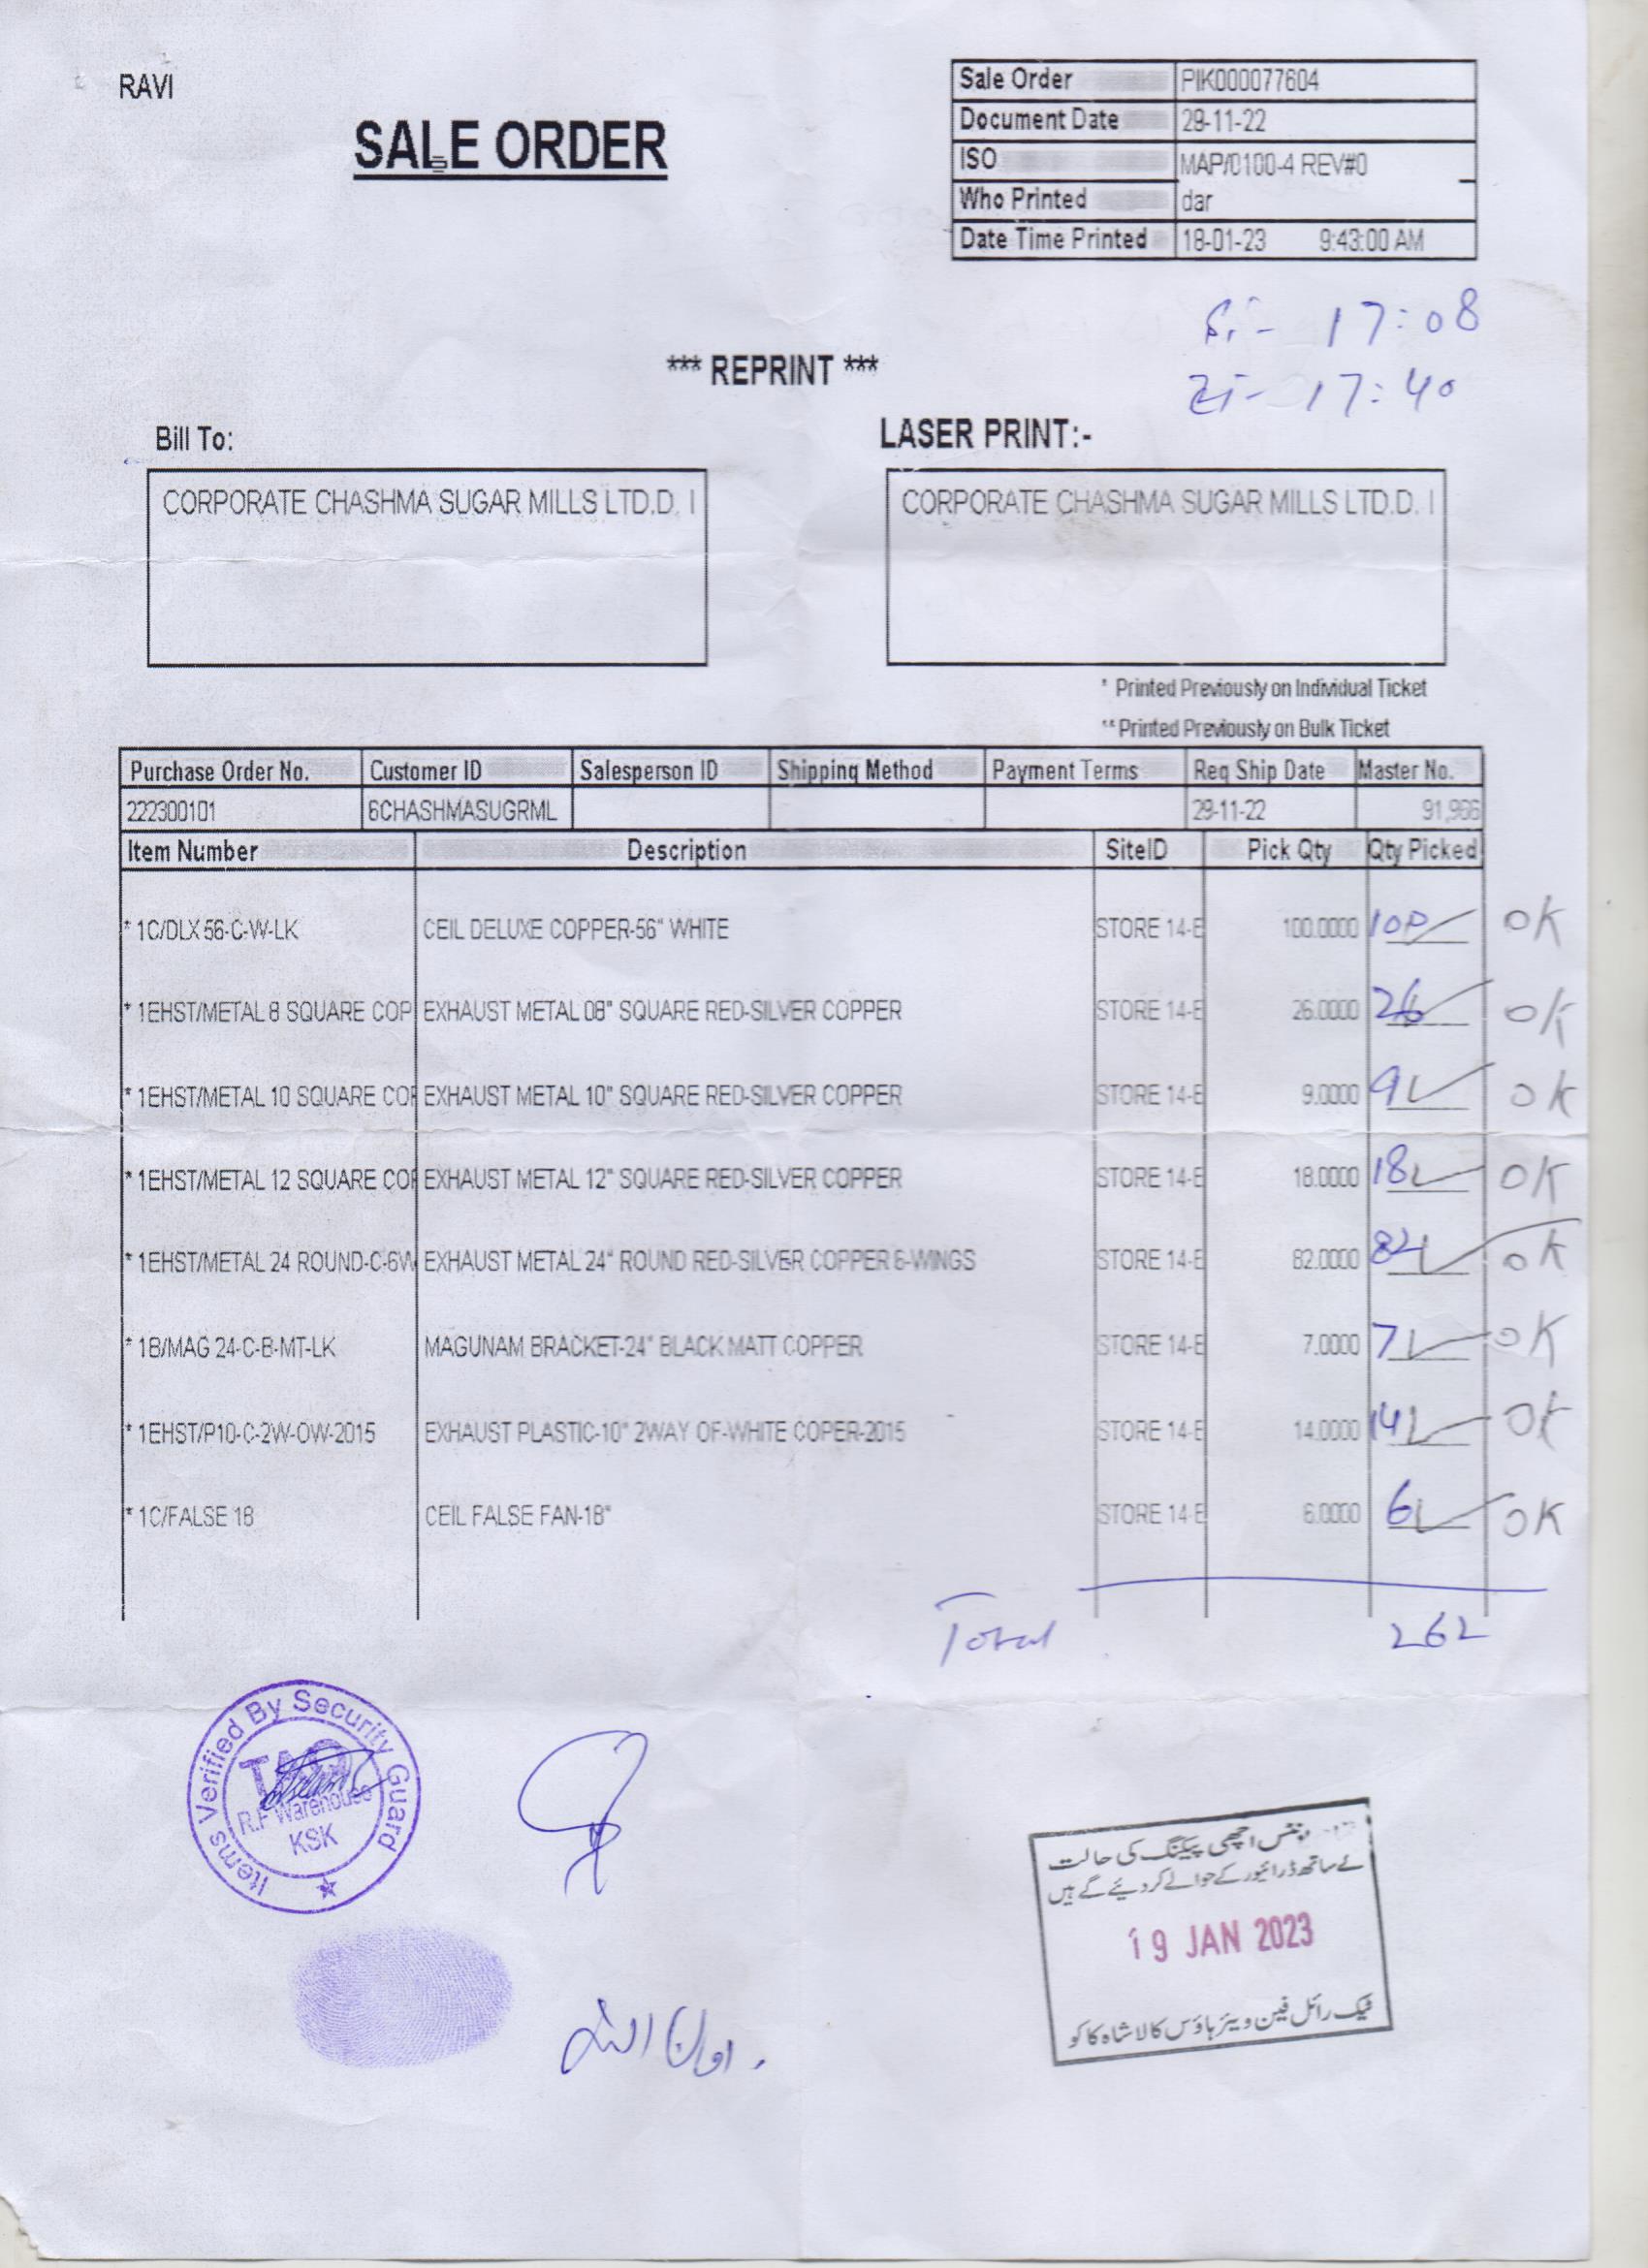 RAVI
SALE ORDER
Sale Order PIK000077604
Document Date 29-11-22
ISO MAP/0100-4 REV#0
Who Printed dar
Date Time Printed 18-01-23 9:43:00 AM
17:08
17:40
*** REPRINT ***
Bill To:
LASER PRINT:-
CORPORATE CHASHMA SUGAR MILLS LTD.D. I
CORPORATE CHASHMA SUGAR MILLS LTD.D. I
* Printed Previously on Individual Ticket
** Printed Previously on Bulk Ticket
Purchase Order No. Customer ID Salesperson ID Shipping Method Payment Terms Req Ship Date Master No.
222300101 6CHASHMASUGRML 29-11-22 91,966
Item Number Description SiteID Pick Qty Qty Picked
* 1C/DLX 56-C-W-LK CEIL DELUXE COPPER-56" WHITE STORE 14-E 100.0000 100 OK
* 1EHST/METAL 8 SQUARE COP EXHAUST METAL 08" SQUARE RED-SILVER COPPER STORE 14-E 26.0000 26 OK
* 1EHST/METAL 10 SQUARE COP EXHAUST METAL 10" SQUARE RED-SILVER COPPER STORE 14-E 9.0000 9 OK
* 1EHST/METAL 12 SQUARE COP EXHAUST METAL 12" SQUARE RED-SILVER COPPER STORE 14-E 18.0000 18 OK
* 1EHST/METAL 24 ROUND-C-6W EXHAUST METAL 24" ROUND RED-SILVER COPPER 6-WINGS STORE 14-E 82.0000 82 OK
* 1B/MAG 24-C-B-MT-LK MAGUNAM BRACKET-24" BLACK MATT COPPER STORE 14-E 7.0000 7 OK
* 1EHST/P10-C-2W-OW-2015 EXHAUST PLASTIC-10" 2WAY OF-WHITE COPER-2015 STORE 14-E 14.0000 14 OK
* 1C/FALSE 18 CEIL FALSE FAN-18" STORE 14-E 6.0000 6 OK
Total 262
Items Verified By Security Guard
R.F Warehouse
KSK
اچھی پیکنگ کی حالت
کے ساتھ ڈرائیور کے حوالے کر دیئے گے ہیں
19 JAN 2023
فیک رائل فین ویئر ہاؤس کالا شاہ کاکو